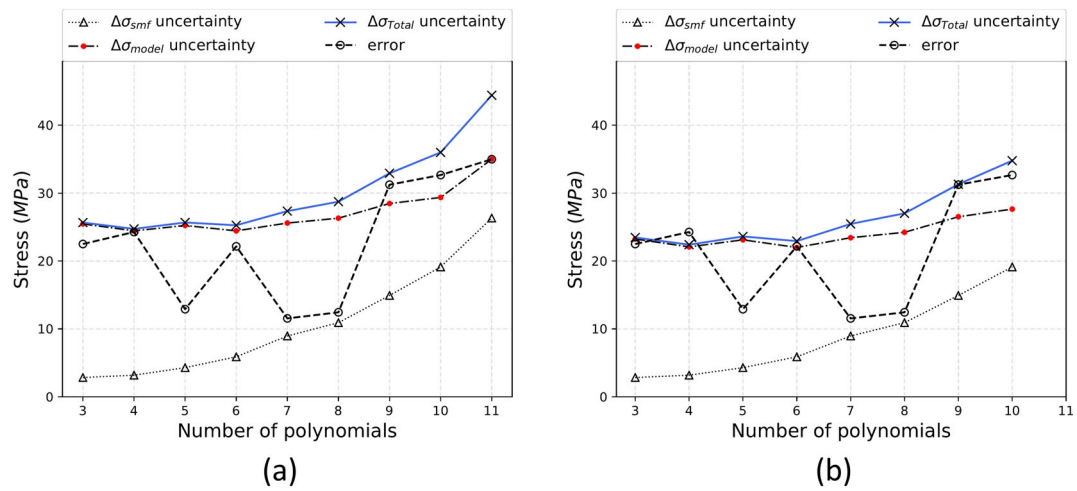 Δσsmf uncertainty ΔσTotal uncertainty
Δσmodel uncertainty error
40
30
20
10
0
Stress (MPa)
3 4 5 6 7 8 9 10 11
Number of polynomials
(a)
Δσsmf uncertainty ΔσTotal uncertainty
Δσmodel uncertainty error
40
30
20
10
0
Stress (MPa)
3 4 5 6 7 8 9 10 11
Number of polynomials
(b)